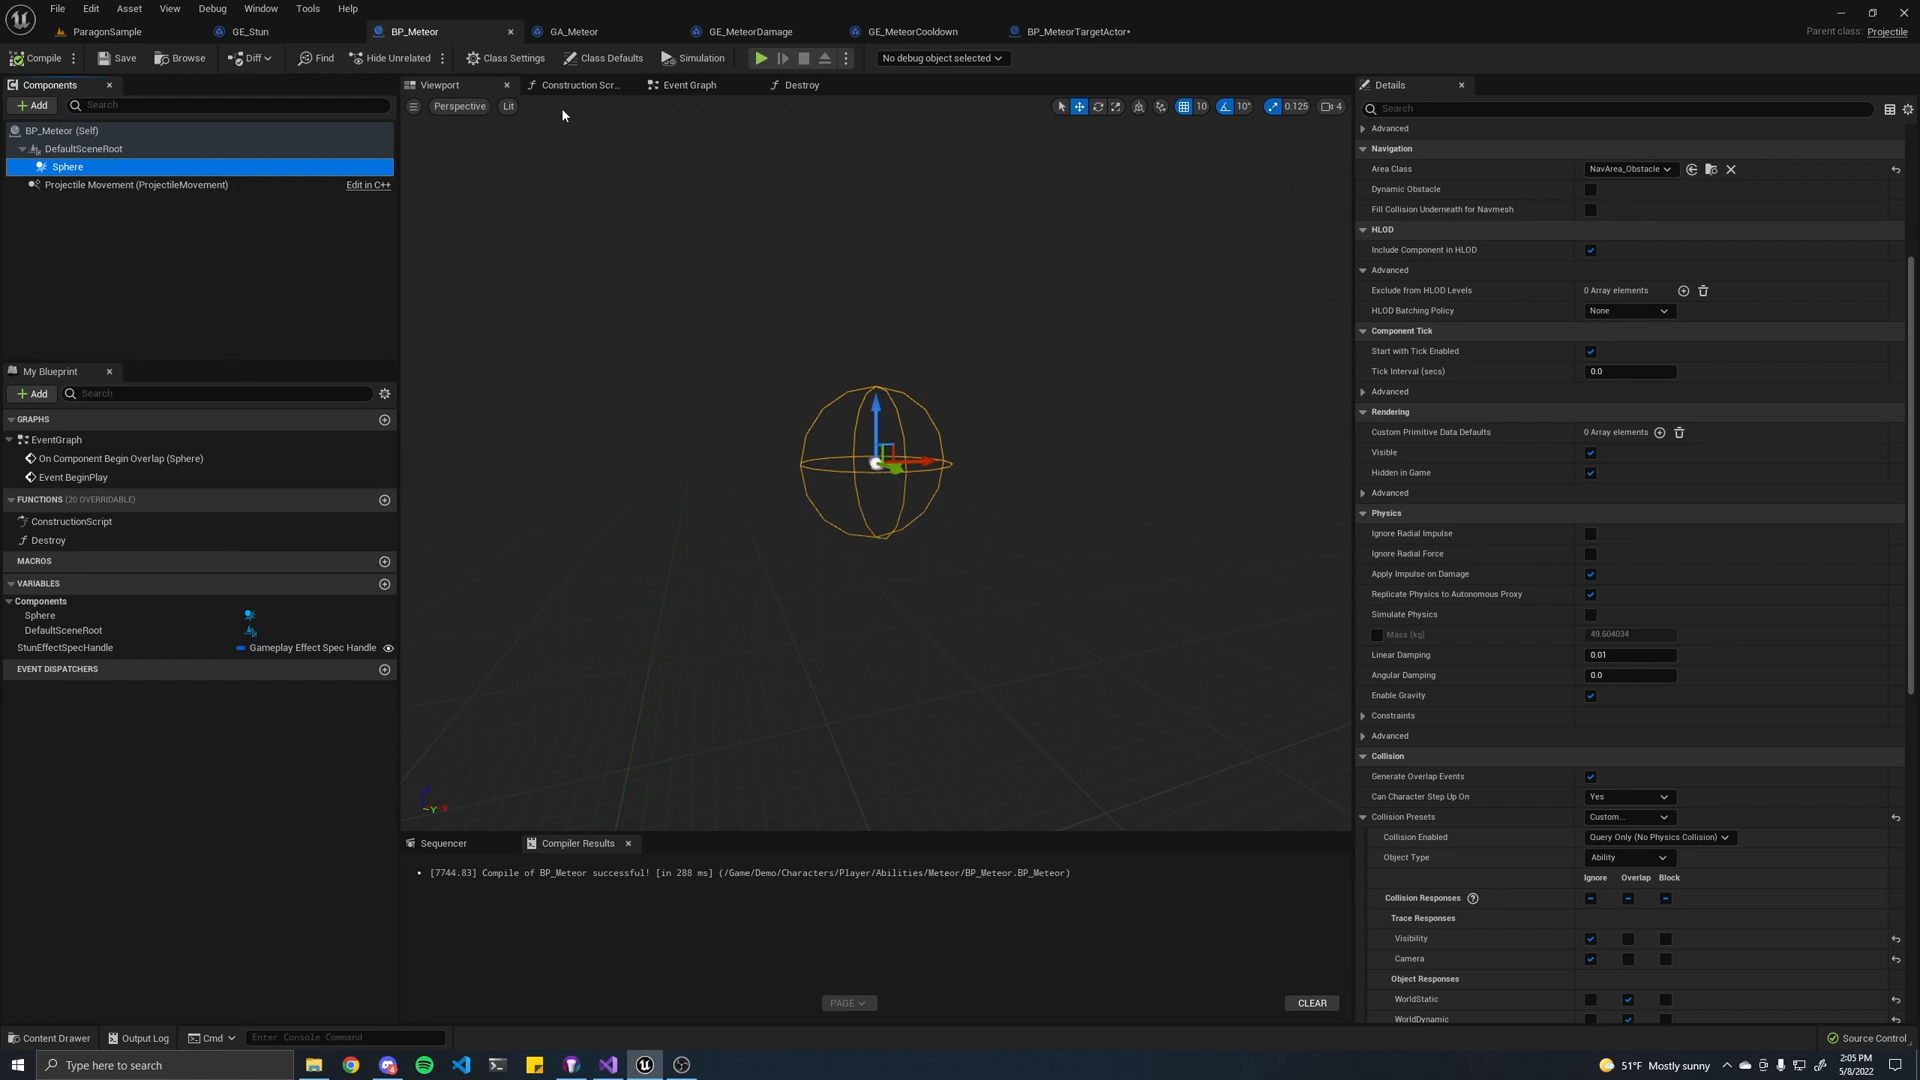 File Edit Asset View Debug Window Tools Help
ParagonSample GE_Stun BP_Meteor GA_Meteor GE_MeteorDamage GE_MeteorCooldown BP_MeteorTargetActor* Parent class: Projectile
Compile Save Browse Diff Find Hide Unrelated Class Settings Class Defaults Simulation No debug object selected
Components Viewport Construction Scr... Event Graph Destroy Details
Add Search Perspective Lit 10 10° 0.125 4 Search
Advanced
BP_Meteor (Self)
DefaultSceneRoot
Sphere
Projectile Movement (ProjectileMovement) Edit in C++
Navigation
Area Class NavArea_Obstacle
Dynamic Obstacle
Fill Collision Underneath for Navmesh
HLOD
Include Component in HLOD
Advanced
Exclude from HLOD Levels 0 Array elements
HLOD Batching Policy None
Component Tick
Start with Tick Enabled
Tick Interval (secs) 0.0
Advanced
Rendering
Custom Primitive Data Defaults 0 Array elements
Visible
Hidden in Game
Advanced
Physics
Ignore Radial Impulse
Ignore Radial Force
Apply Impulse on Damage
Replicate Physics to Autonomous Proxy
Simulate Physics
Mass (kg) 49.604034
Linear Damping 0.01
Angular Damping 0.0
Enable Gravity
Constraints
Advanced
Collision
Generate Overlap Events
Can Character Step Up On Yes
Collision Presets Custom...
Collision Enabled Query Only (No Physics Collision)
Object Type Ability
Ignore Overlap Block
Collision Responses ?
Trace Responses
Visibility
Camera
Object Responses
WorldStatic
WorldDynamic
My Blueprint
Add Search
GRAPHS
EventGraph
On Component Begin Overlap (Sphere)
Event BeginPlay
FUNCTIONS (20 OVERRIDABLE)
ConstructionScript
Destroy
MACROS
VARIABLES
Components
Sphere
DefaultSceneRoot
StunEffectSpecHandle Gameplay Effect Spec Handle
EVENT DISPATCHERS
Y X
Sequencer Compiler Results
[7744.83] Compile of BP_Meteor successful! [in 288 ms] (/Game/Demo/Characters/Player/Abilities/Meteor/BP_Meteor.BP_Meteor)
PAGE CLEAR
Content Drawer Output Log Cmd Enter Console Command Source Control
Type here to search 51°F Mostly sunny 2:05 PM
5/8/2022